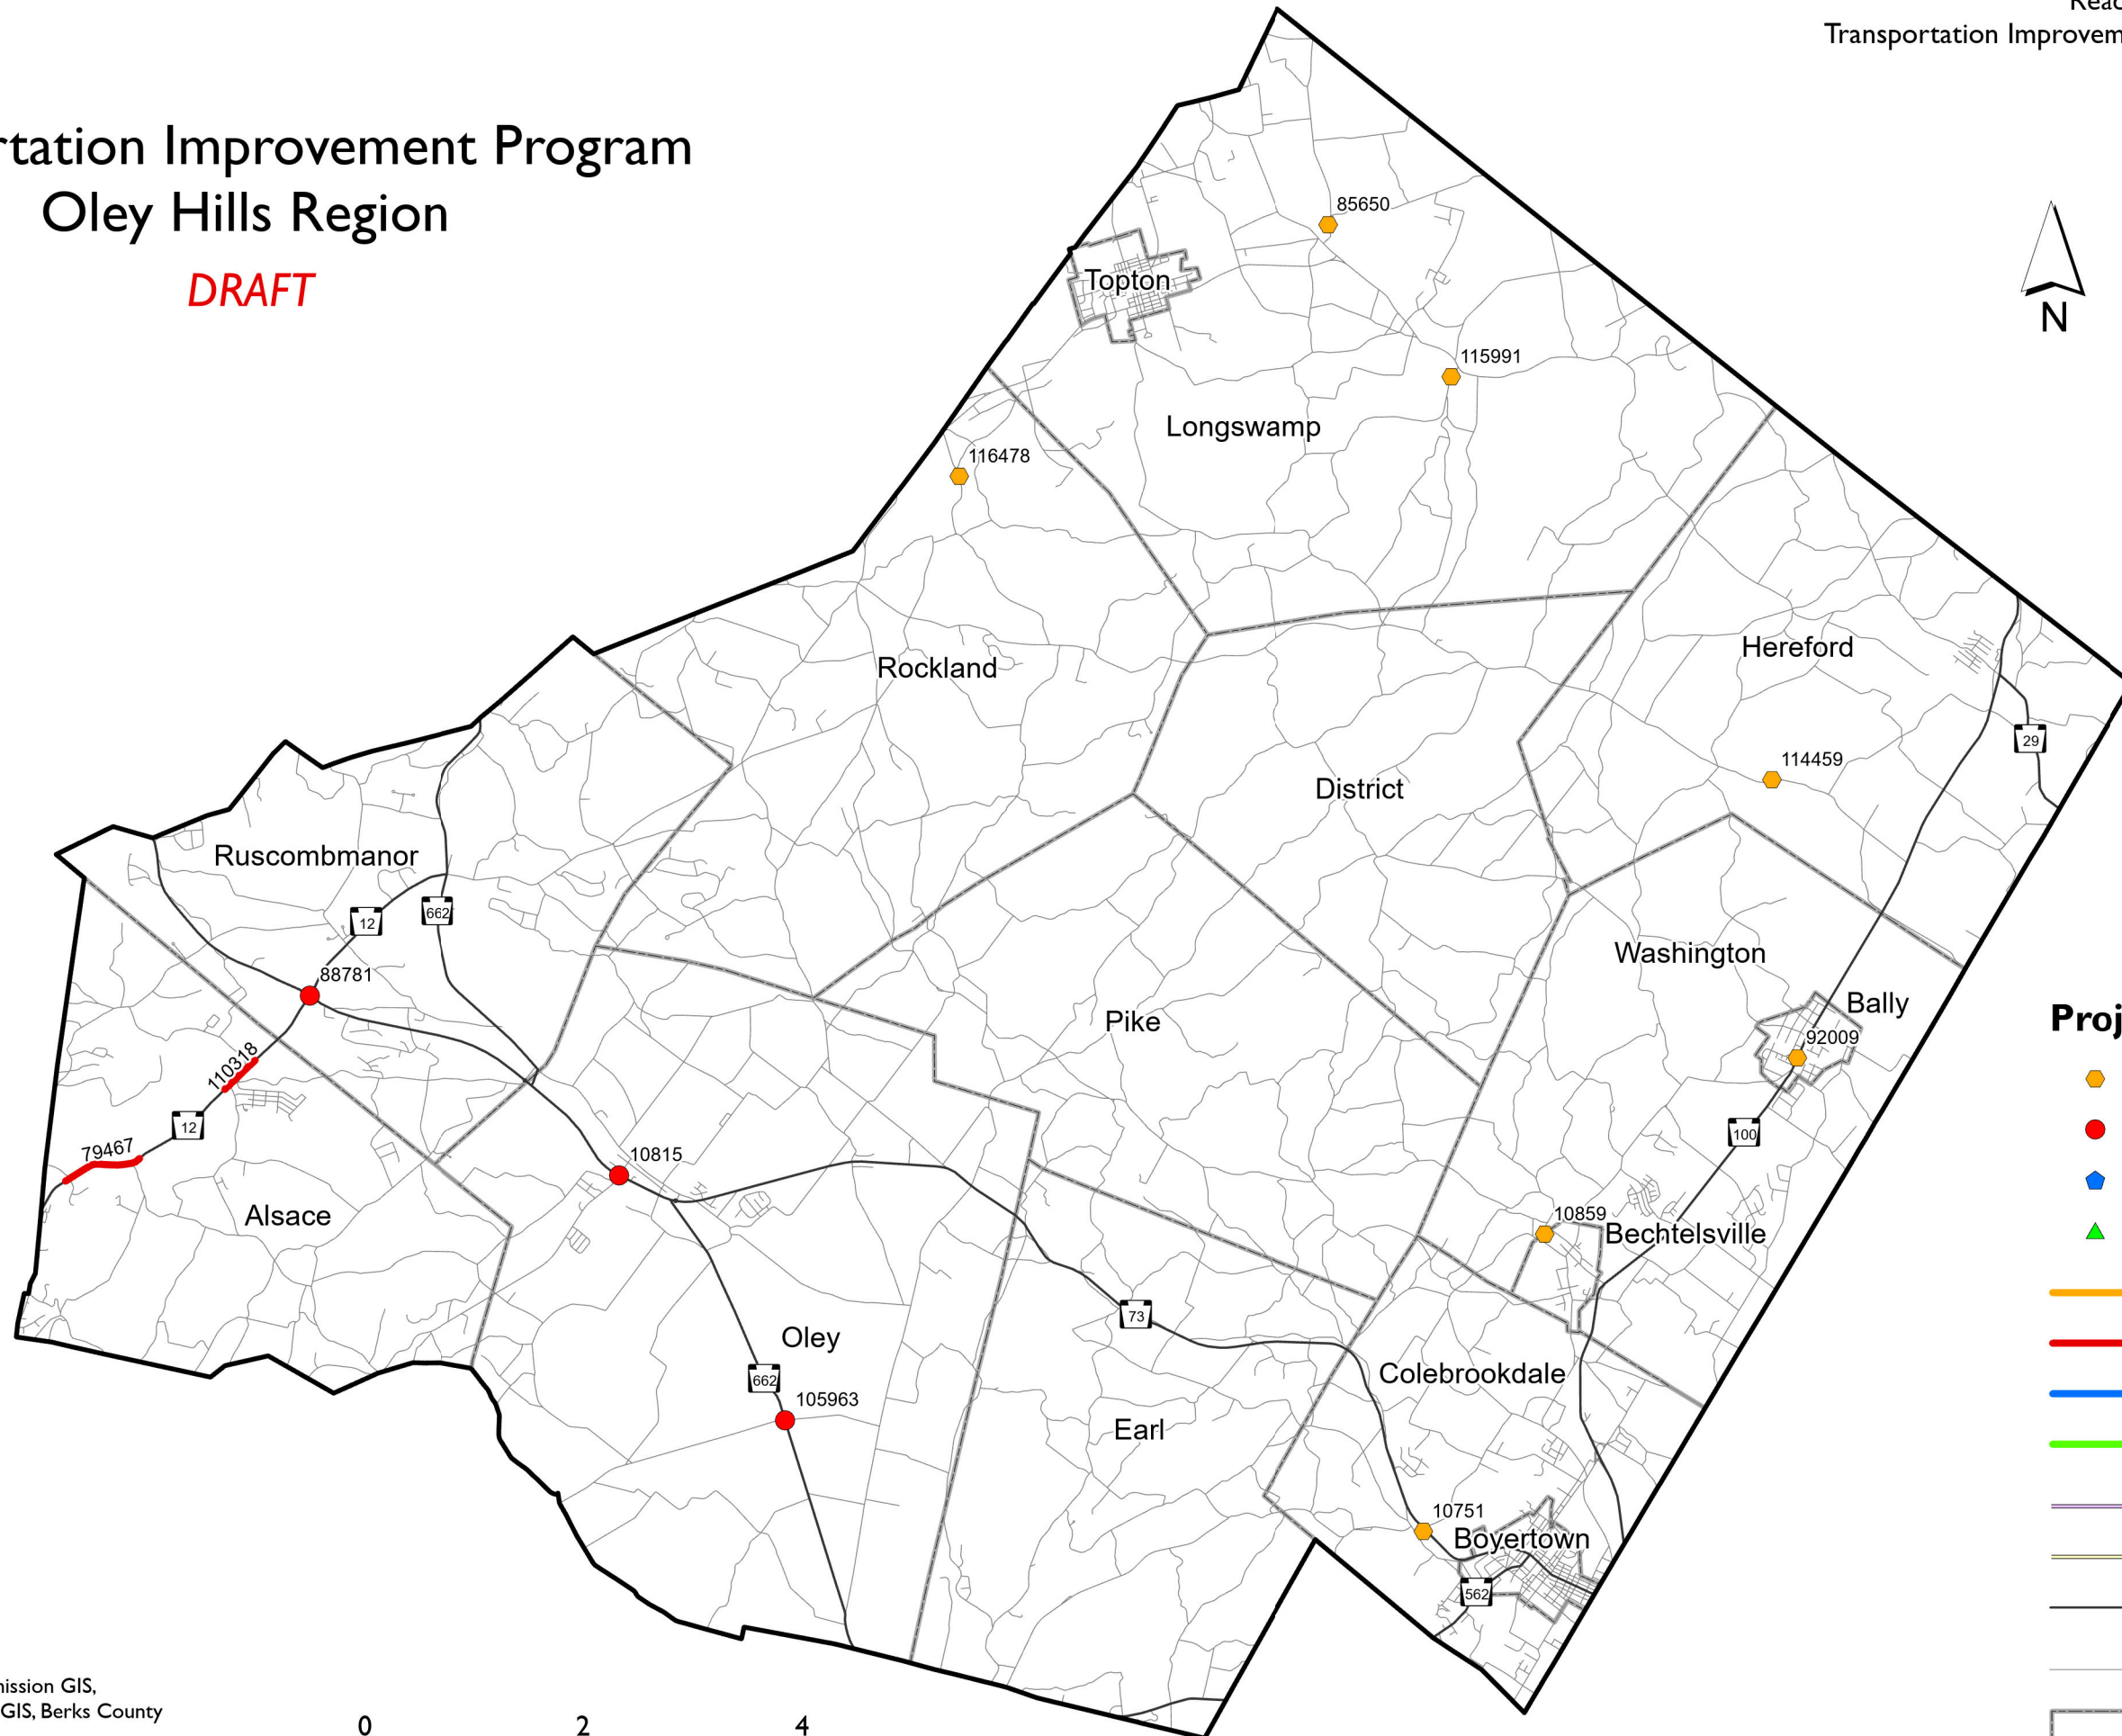 Transportation Improvem
rtation Improvement Program
Oley Hills Region
DRAFT
N
85650
Topton
115991
Longswamp
116478
Rockland
Hereford
29
114459
District
Ruscombmanor
12
662
Washington
88781
Bally
Pike
92009
Proj
110318
12
100
79467
10815
10859
Alsace
Bechtelsville
73
Oley
662
Colebrookdale
105963
Earl
10751
Boyertown
562
ission GIS,
GIS, Berks County
0 2 4